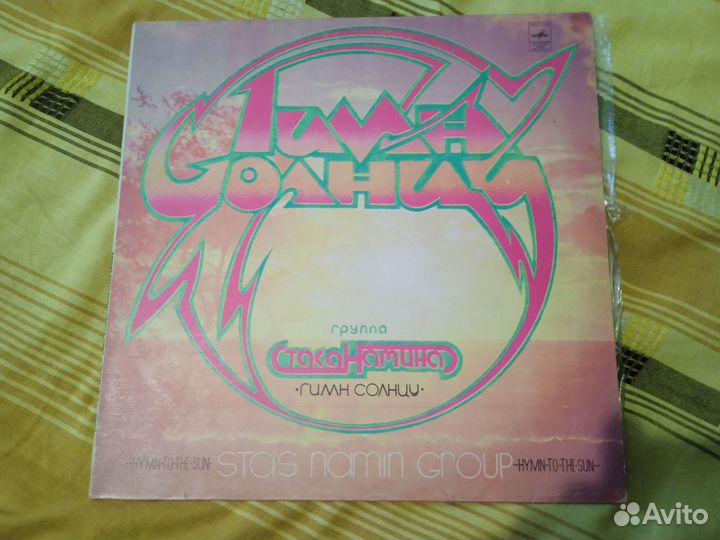 Гимн
Солнцу
группа
Стаса Намина
·ГИМН СОЛНЦУ·
··HYMN·TO·THE·SUN· STAS NAMIN GROUP ··HYMN·TO·THE·SUN··
Avito